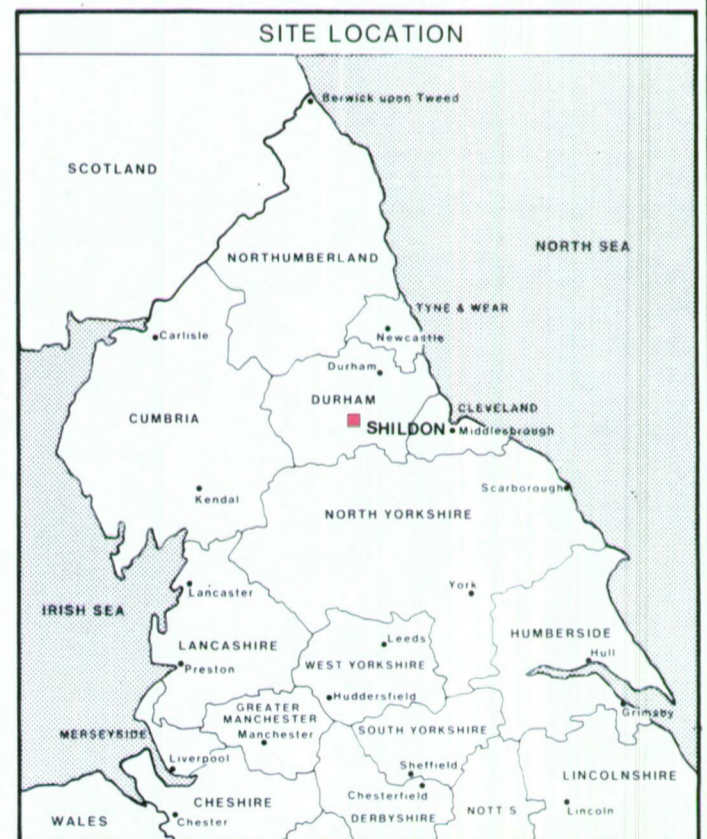 SITE LOCATION
Berwick upon Tweed
SCOTLAND
NORTH SEA
NORTHUMBERLAND
TYNE & WEAR
Carlisle
Newcastle
Durham
DURHAM
CLEVELAND
CUMBRIA
SHILDON
Middlesbrough
Kendal
Scarborough
NORTH YORKSHIRE
York
Lancaster
IRISH SEA
HUMBERSIDE
Leeds
LANCASHIRE
Hull
WEST YORKSHIRE
Preston
Huddersfield
GREATER
MANCHESTER
Grimsby
MERSEYSIDE
Manchester
SOUTH YORKSHIRE
Liverpool
Sheffield
LINCOLNSHIRE
Chesterfield
CHESHIRE
NOTT S
Lincoln
WALES
Chester
DERBYSHIRE